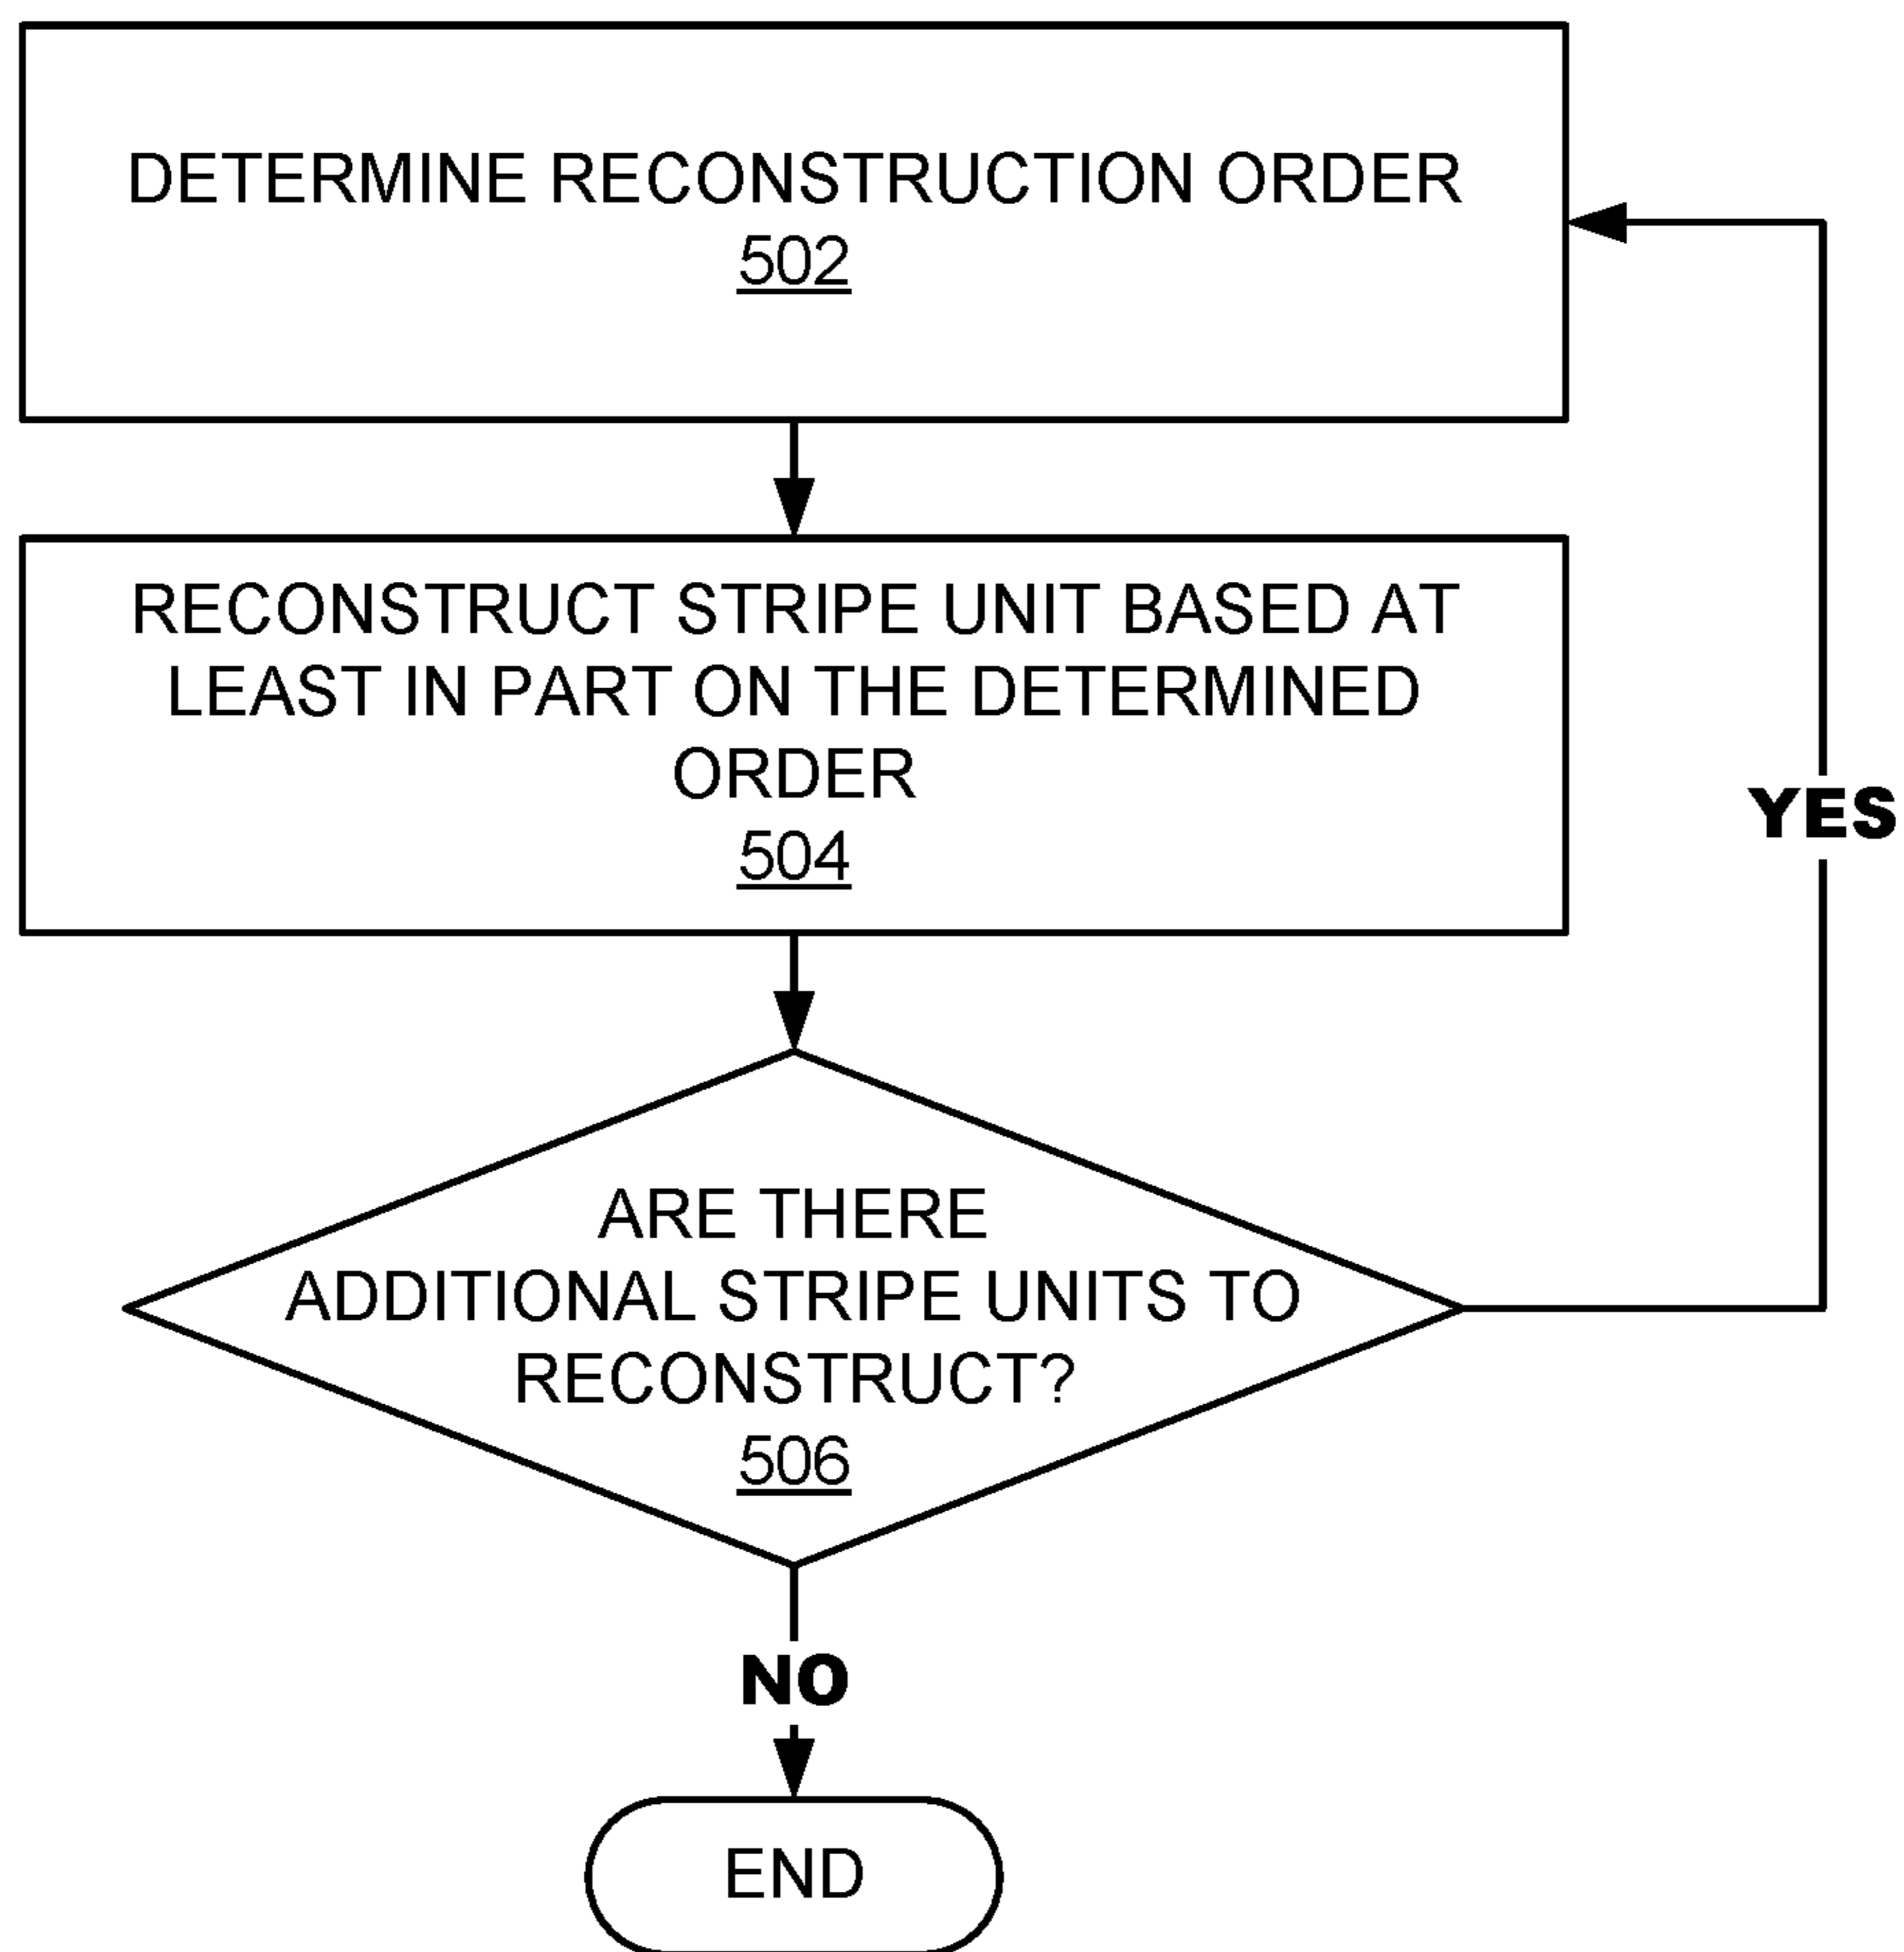 DETERMINE RECONSTRUCTION ORDER
502
RECONSTRUCT STRIPE UNIT BASED AT
LEAST IN PART ON THE DETERMINED
ORDER
504
YES
ARE THERE
ADDITIONAL STRIPE UNITS TO
RECONSTRUCT?
506
NO
END